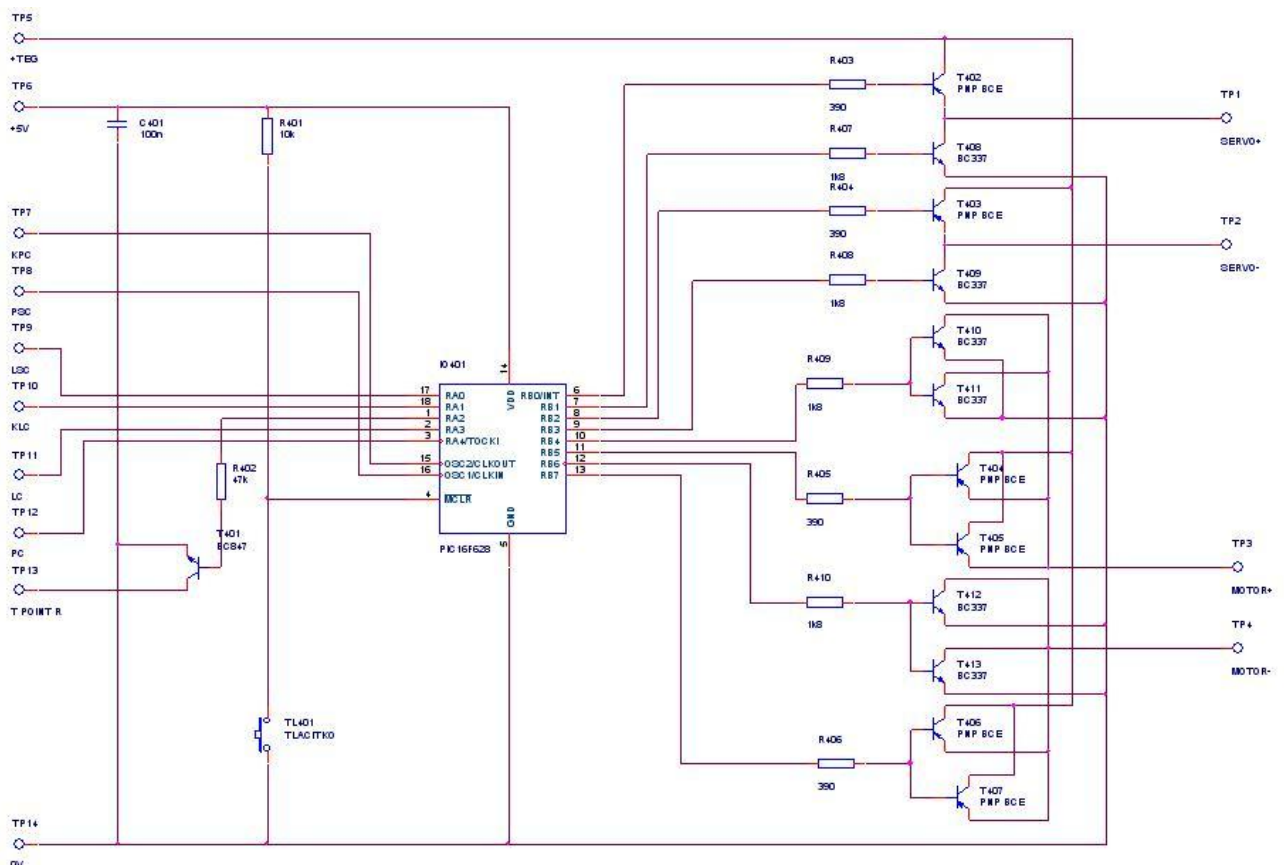 TP5
+TEG
TP6
+5V
C401
100n
R401
10k
TP7
KPC
TP8
PSC
TP9
LSC
TP10
KLC
TP11
LC
TP12
PC
TP13
T POINT R
TP14
0V
R402
47k
T401
BC847
TL401
TLACITKO
IO401
17 RA0
18 RA1
1 RA2
2 RA3
3 RA4/TOCKI
15 OSC2/CLKOUT
16 OSC1/CLKIN
4 MCLR
14
VDD
GND
5
RB0/INT 6
RB1 7
RB2 8
RB3 9
RB4 10
RB5 11
RB6 12
RB7 13
PIC16F628
R403
390
R407
1k8
R404
390
R408
1k8
R409
1k8
R405
390
R410
1k8
R406
390
T402
PNP BCE
T408
BC337
T403
PNP BCE
T409
BC337
T410
BC337
T411
BC337
T404
PNP BCE
T405
PNP BCE
T412
BC337
T413
BC337
T406
PNP BCE
T407
PNP BCE
TP1
SERVO+
TP2
SERVO-
TP3
MOTOR+
TP4
MOTOR-